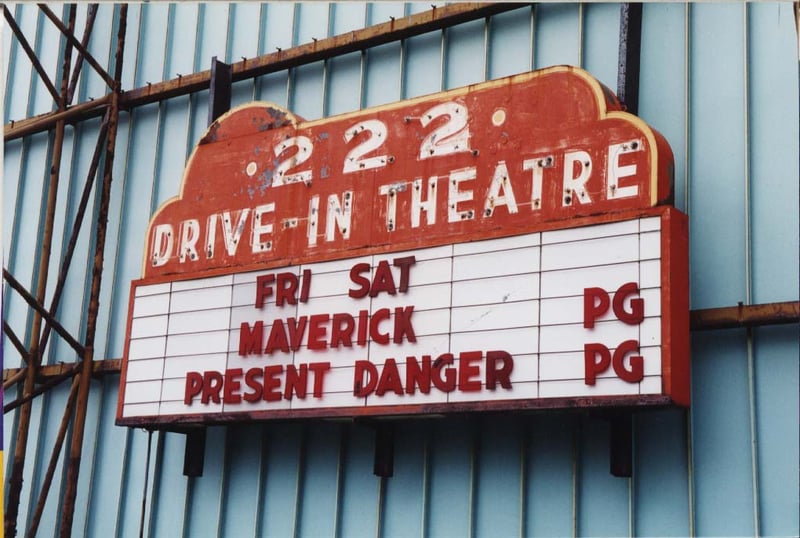 222
DRIVE-IN THEATRE
FRI SAT
MAVERICK PG
PRESENT DANGER PG